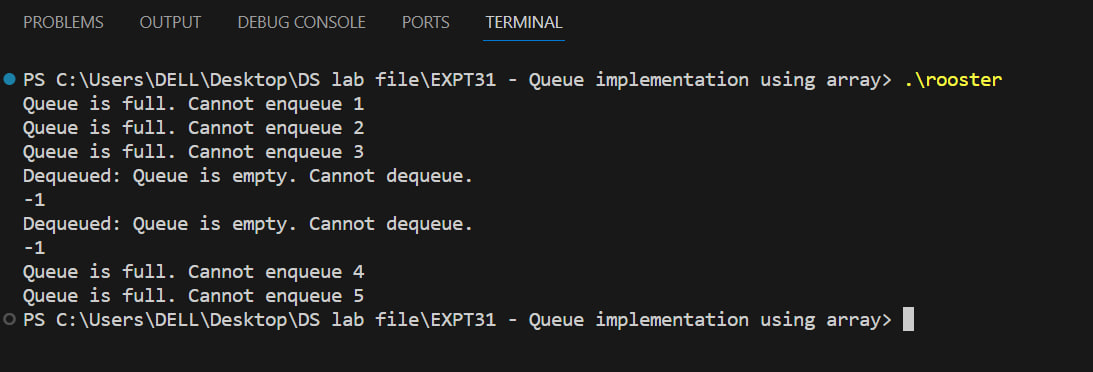 PROBLEMS OUTPUT DEBUG CONSOLE PORTS TERMINAL
PS C:\Users\DELL\Desktop\DS lab file\EXPT31 - Queue implementation using array> .\rooster
Queue is full. Cannot enqueue 1
Queue is full. Cannot enqueue 2
Queue is full. Cannot enqueue 3
Dequeued: Queue is empty. Cannot dequeue.
-1
Dequeued: Queue is empty. Cannot dequeue.
-1
Queue is full. Cannot enqueue 4
Queue is full. Cannot enqueue 5
PS C:\Users\DELL\Desktop\DS lab file\EXPT31 - Queue implementation using array>